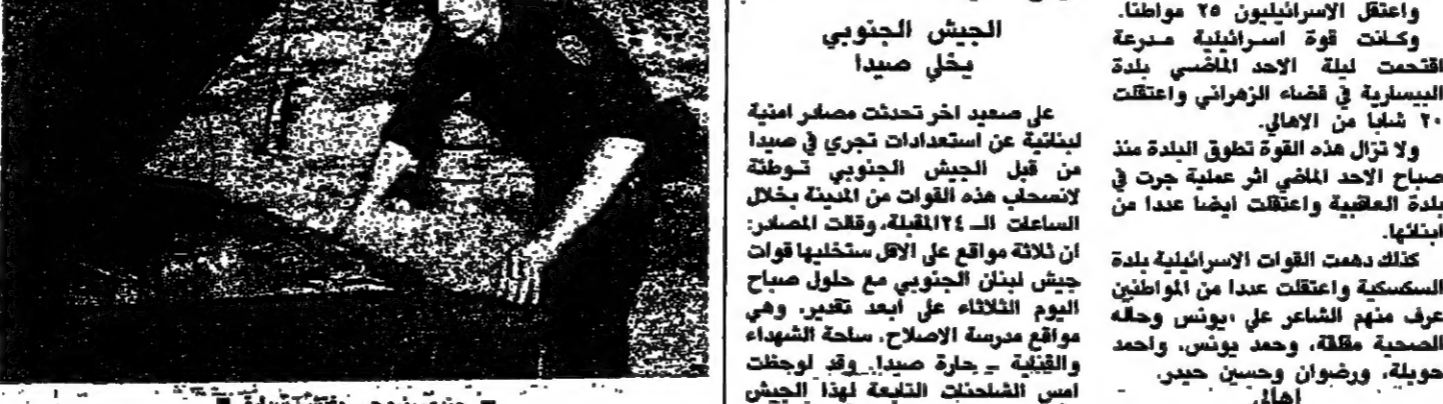 واعتقل الاسرائيليون ٢٥ مواطنا.
وكانت قوة اسرائيلية مدرعة
اقتحمت ليلة الاحد الماضي بلدة
البيسارية في قضاء الزهراني واعتقلت
٢٠ شابا من الاهالي.
ولا تزال هذه القوة تطوق البلدة منذ
صباح الاحد الماضي اثر عملية جرت في
بلدة العاقبية واعتقلت ايضا عددا من
ابنائها.
كذلك دهمت القوات الاسرائيلية بلدة
السكسكية واعتقلت عددا من المواطنين
عرف منهم الشاعر علي ،يونس وحاله
الصحية مقلقة، وحمد يونس، واحمد
حويلة، ورضوان وحسين حيدر.
اهالي
الجيش الجنوبي
يخلي صيدا
على صعيد اخر تحدثت مصادر امنية
لبنانية عن استعدادات تجري في صيدا
من قبل الجيش الجنوبي توطئة
لانسحاب هذه القوات من المدينة بخلال
الساعات الـ ٢٤ المقبلة، وقالت المصادر:
ان ثلاثة مواقع على الاقل ستخليها قوات
جيش لبنان الجنوبي مع حلول صباح
اليوم الثلاثاء على ابعد تقدير، وهي
مواقع مدرسة الاصلاح، ساحة الشهداء
والقناية ـ حارة صيدا. وقد لوحظت
امس الشاحنات التابعة لهذا الجيش